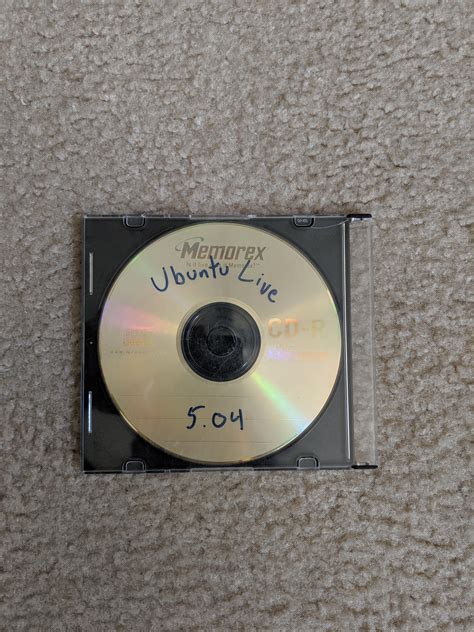 Memorex
Ubuntu Live
CD-R
5.04